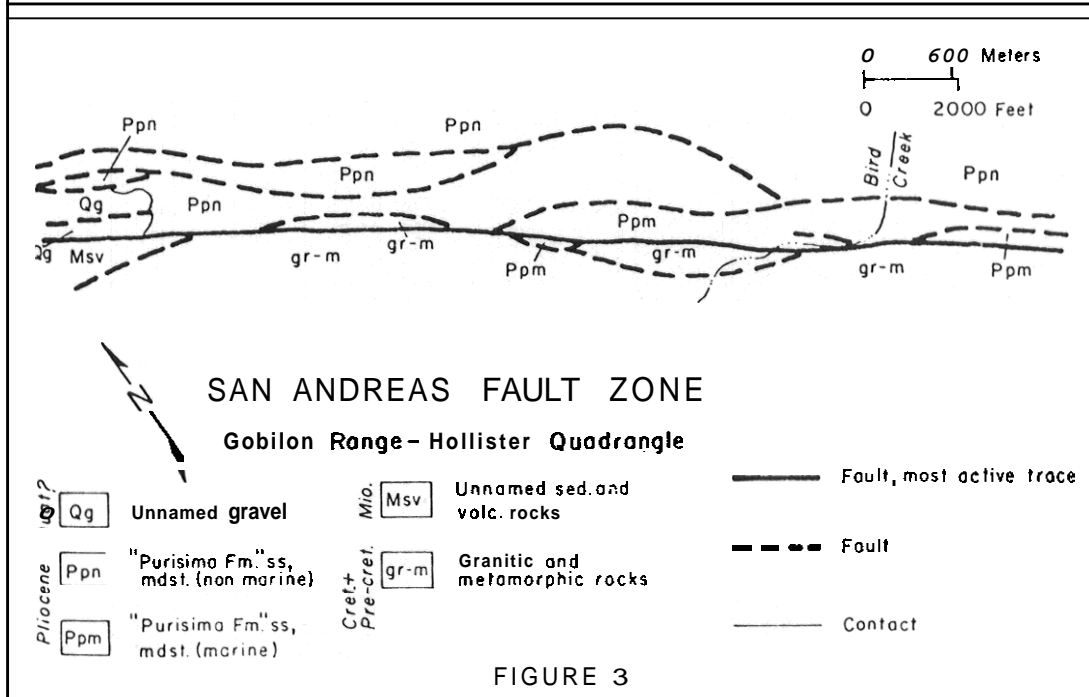 0 600 Meters
0 2000 Feet
Ppn
Ppn
Ppn
Ppn
Bird Creek
Qg
Ppn
Ppm
Qg
Msv
gr-m
gr-m
Ppm
gr-m
gr-m
Ppm
N
SAN ANDREAS FAULT ZONE
Gobilon Range – Hollister Quadrangle
Qg Unnamed gravel
Pliocene
Ppn "Purisima Fm." ss,
mdst. (non marine)
Ppm "Purisima Fm." ss,
mdst. (marine)
Mio.
Msv Unnamed sed. and
volc. rocks
Cret. +
Pre-cret.
gr-m Granitic and
metamorphic rocks
Fault, most active trace
Fault
Contact
FIGURE 3